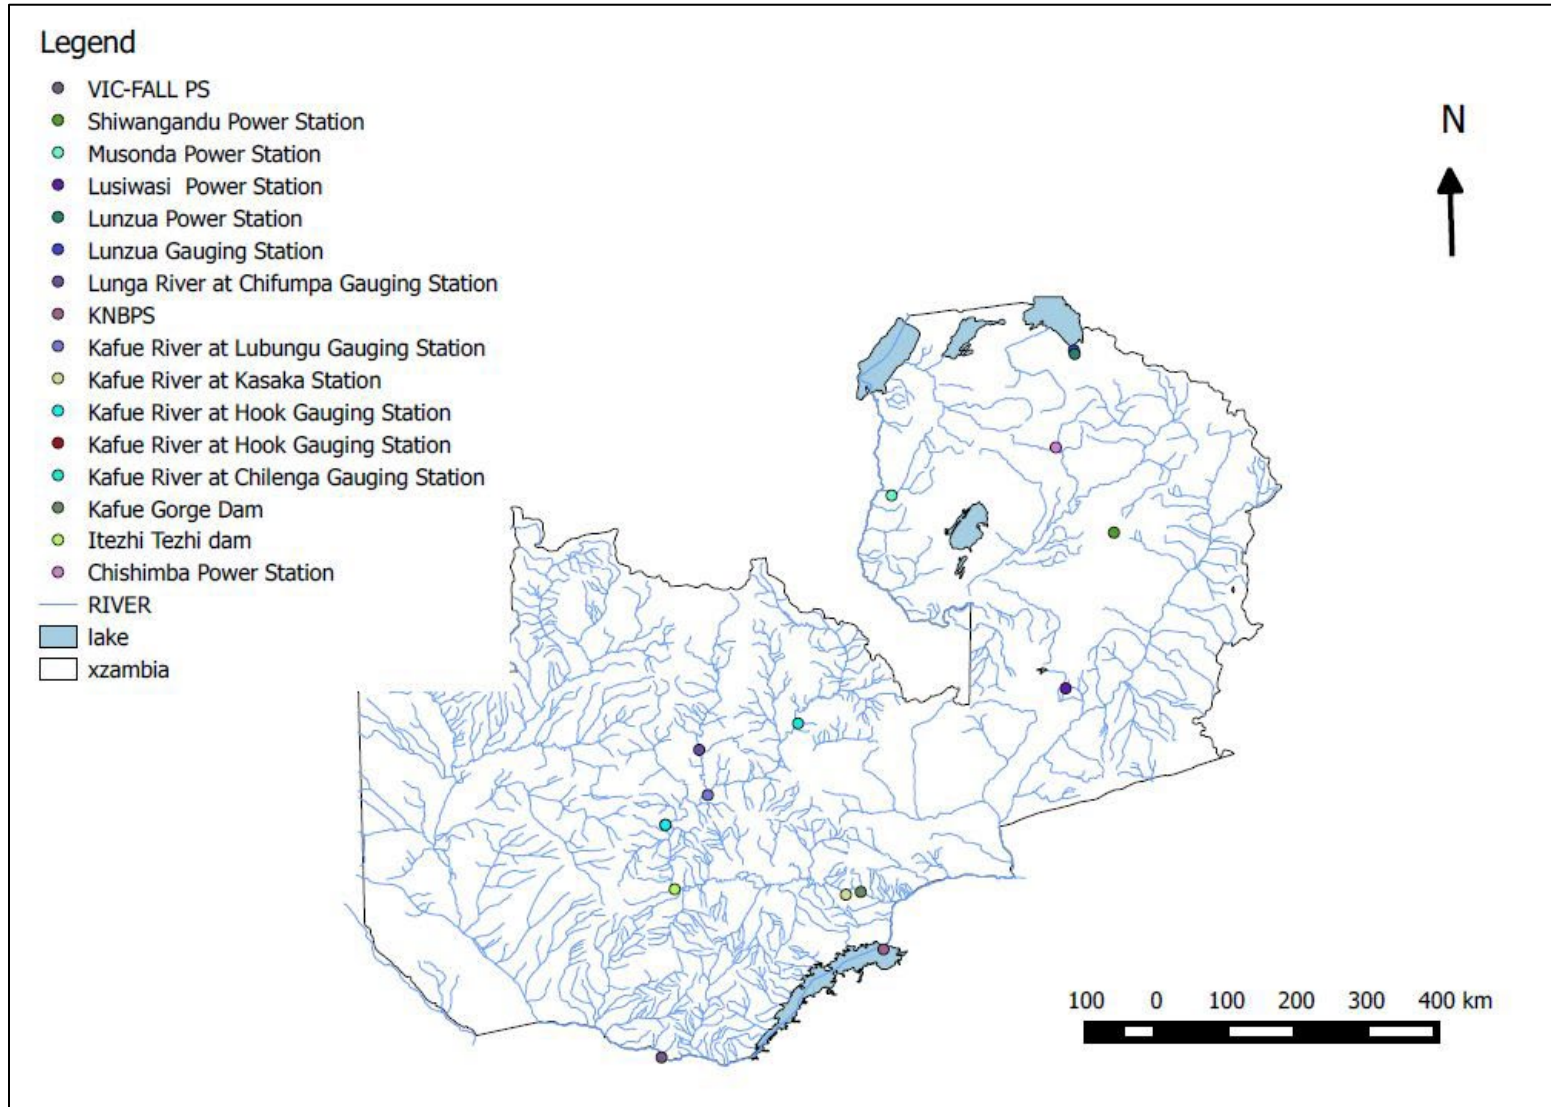 Legend
VIC-FALL PS
Shiwangandu Power Station
Musonda Power Station
Lusiwasi  Power Station
Lunzua Power Station
Lunzua Gauging Station
Lunga River at Chifumpa Gauging Station
KNBPS
Kafue River at Lubungu Gauging Station
Kafue River at Kasaka Station
Kafue River at Hook Gauging Station
Kafue River at Hook Gauging Station
Kafue River at Chilenga Gauging Station
Kafue Gorge Dam
Itezhi Tezhi dam
Chishimba Power Station
RIVER
lake
xzambia
N
100 0 100 200 300 400 km